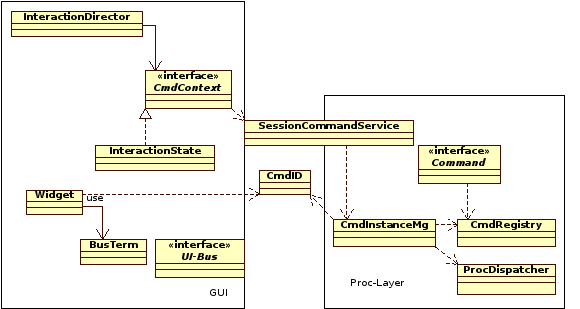 InteractionDirector
«interface»
CmdContext
SessionCommandService
InteractionState
«interface»
Command
CmdID
Widget
use
CmdInstanceMg
CmdRegistry
BusTerm
«interface»
UI-Bus
ProcDispatcher
Proc-Layer
GUI